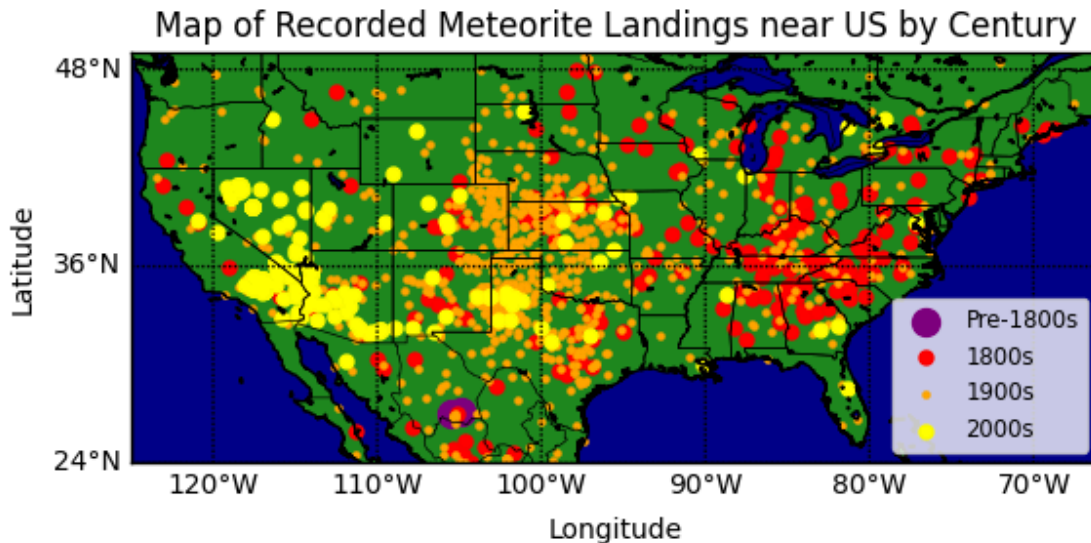 Map of Recorded Meteorite Landings near US by Century
48°N
36°N
24°N
Latitude
120°W 110°W 100°W 90°W 80°W 70°W
Longitude
Pre-1800s
1800s
1900s
2000s